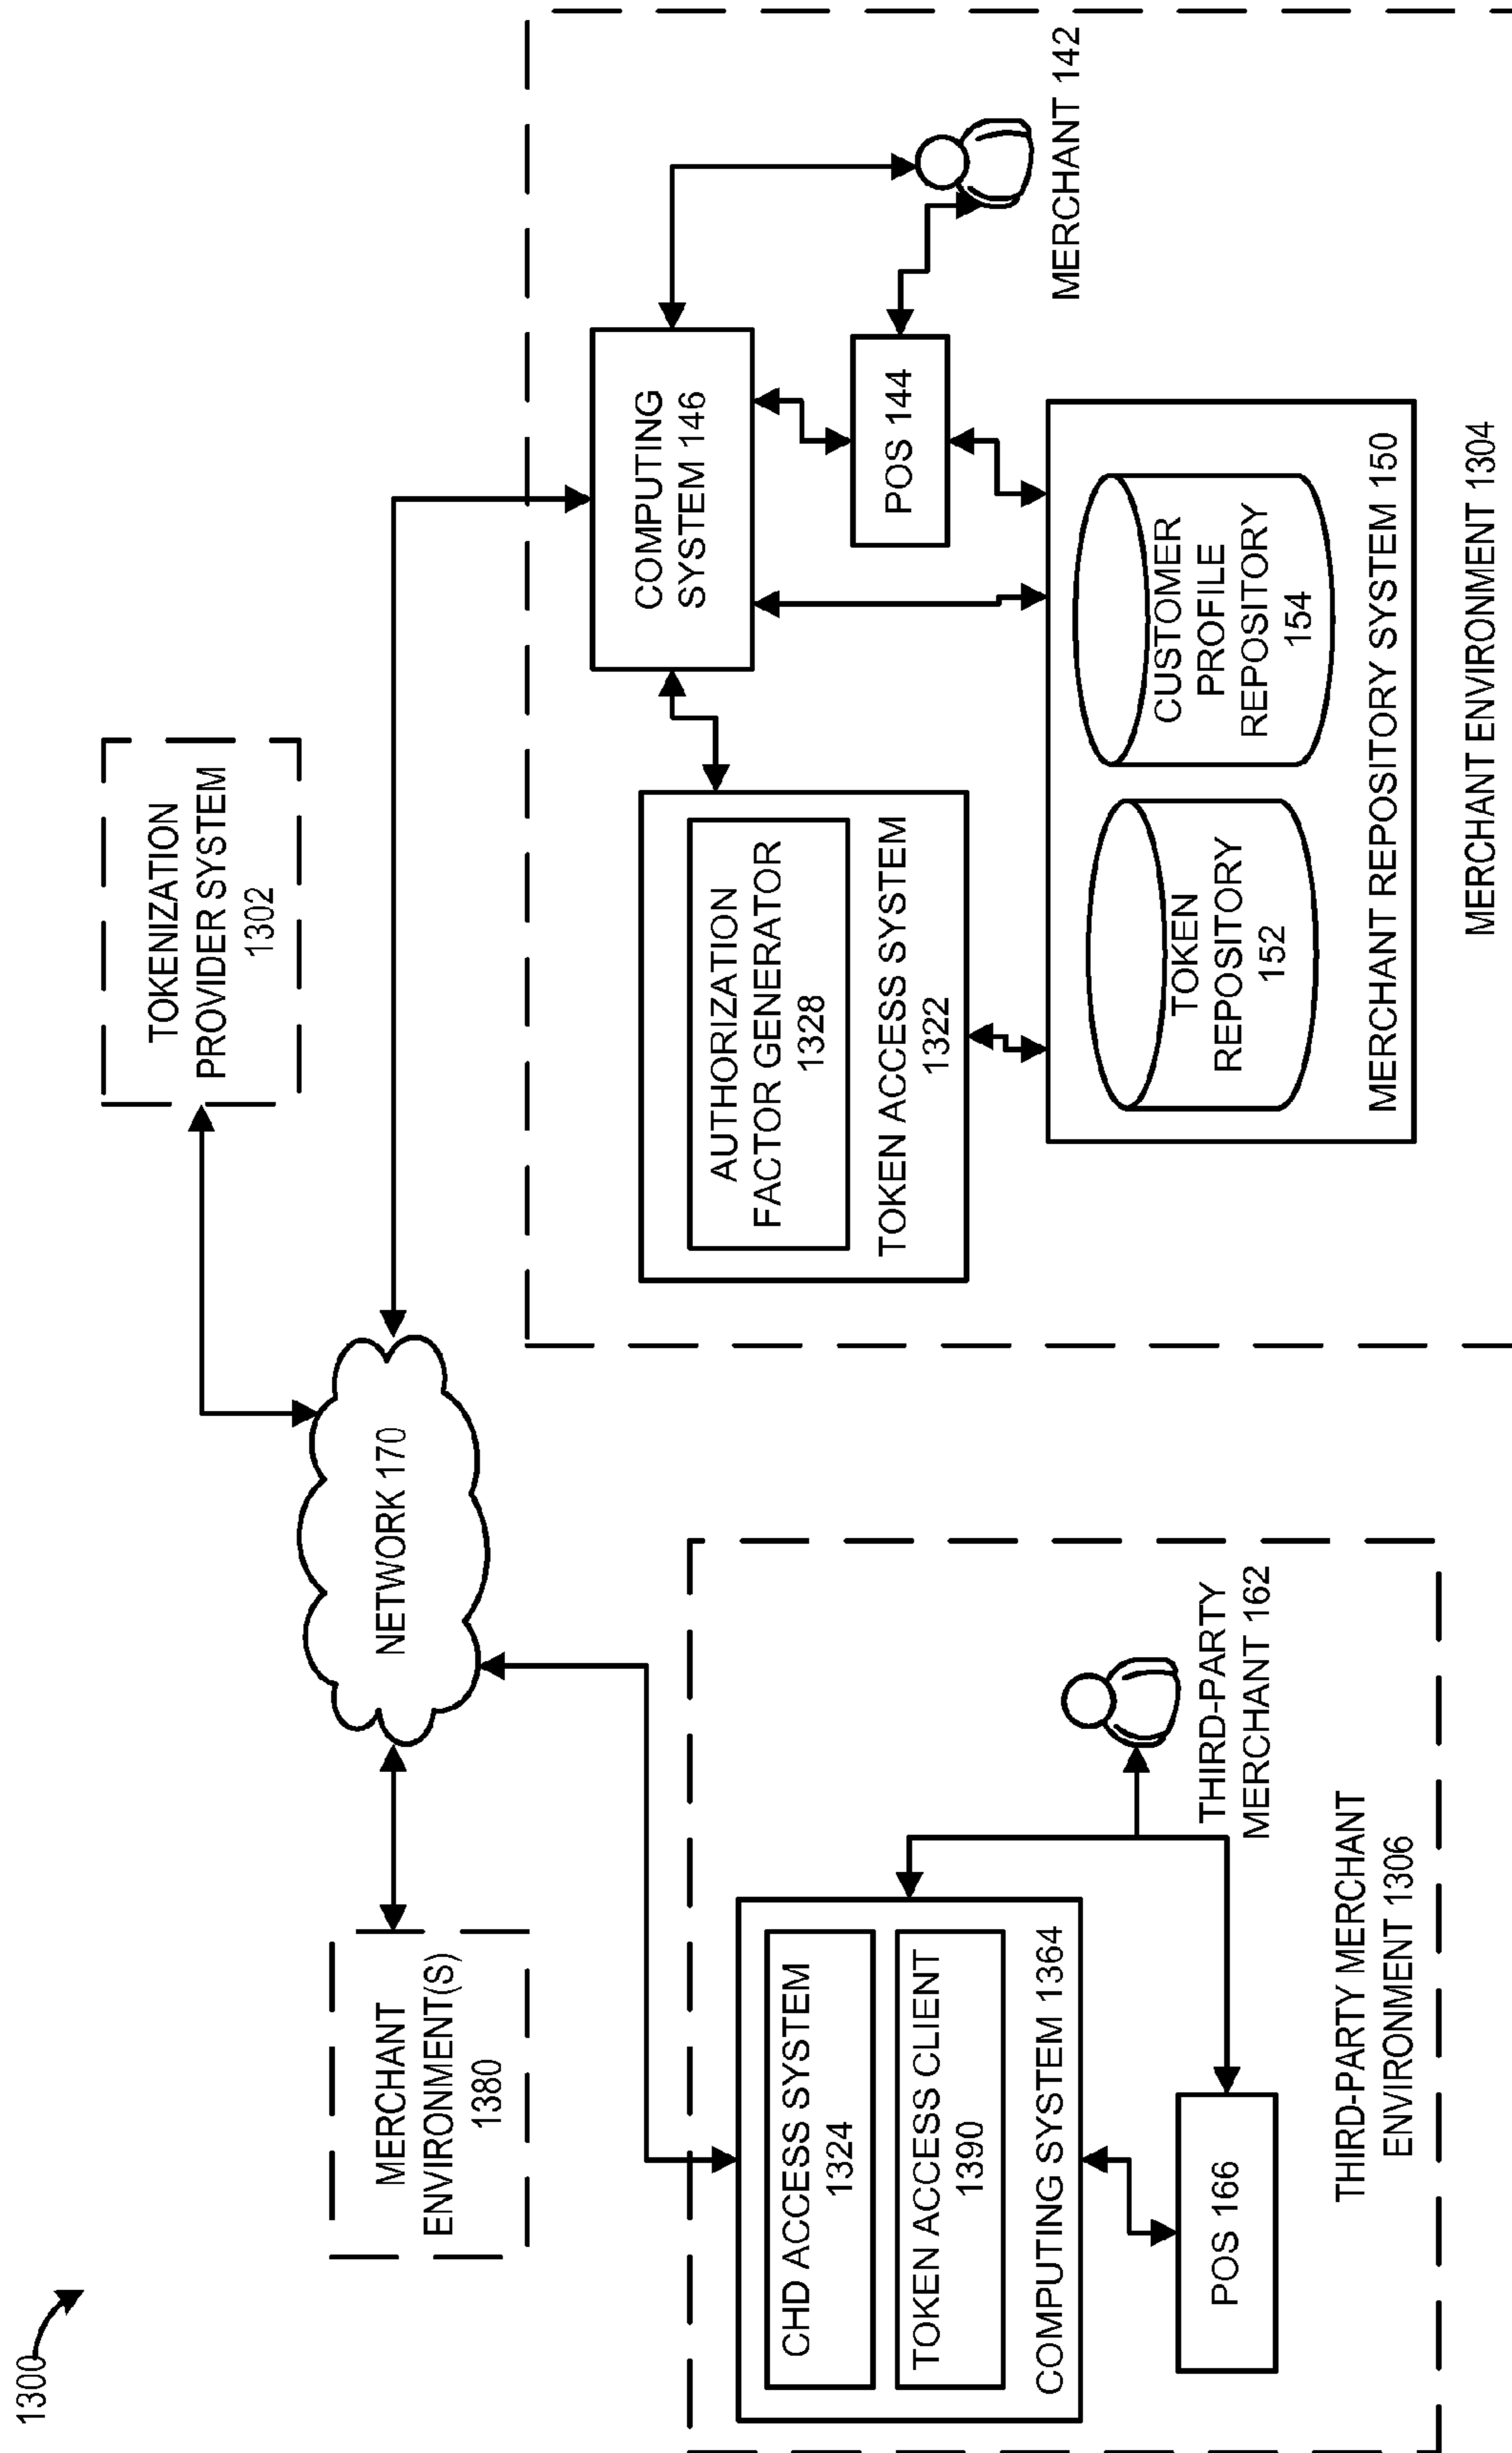 1300
TOKENIZATION
PROVIDER SYSTEM
1302
MERCHANT
ENVIRONMENT(S)
1380
NETWORK 170
CHD ACCESS SYSTEM
1324
TOKEN ACCESS CLIENT
1390
COMPUTING SYSTEM 1364
POS 166
THIRD-PARTY
MERCHANT 162
THIRD-PARTY MERCHANT
ENVIRONMENT 1306
COMPUTING
SYSTEM 146
AUTHORIZATION
FACTOR GENERATOR
1328
TOKEN ACCESS SYSTEM
1322
POS 144
MERCHANT 142
TOKEN
REPOSITORY
152
CUSTOMER
PROFILE
REPOSITORY
154
MERCHANT REPOSITORY SYSTEM 150
MERCHANT ENVIRONMENT 1304